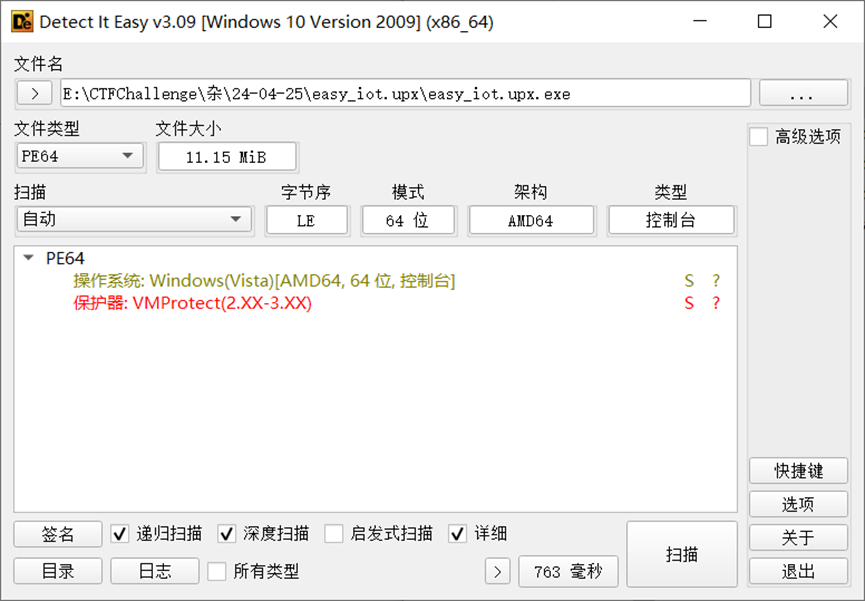 Detect It Easy v3.09 [Windows 10 Version 2009] (x86_64)
文件名
> E:\CTFChallenge\杂\24-04-25\easy_iot.upx\easy_iot.upx.exe ...
文件类型 文件大小
PE64 11.15 MiB 高级选项
扫描 字节序 模式 架构 类型
自动 LE 64 位 AMD64 控制台
PE64
操作系统: Windows(Vista)[AMD64, 64 位, 控制台] S ?
保护器: VMProtect(2.XX-3.XX) S ?
快捷键
选项
签名 递归扫描 深度扫描 启发式扫描 详细 扫描 关于
目录 日志 所有类型 > 763 毫秒 退出